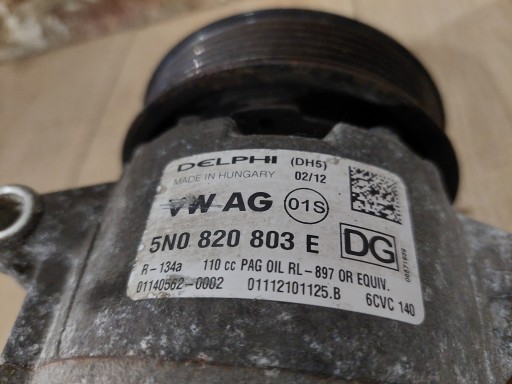 DELPHI (DH5)
MADE IN HUNGARY 02/12
VW AG 01S
5N0 820 803 E DG
R-134a 110 cc PAG OIL RL-897 OR EQUIV.
01140562-0002 01112101125.B 6CVC 140